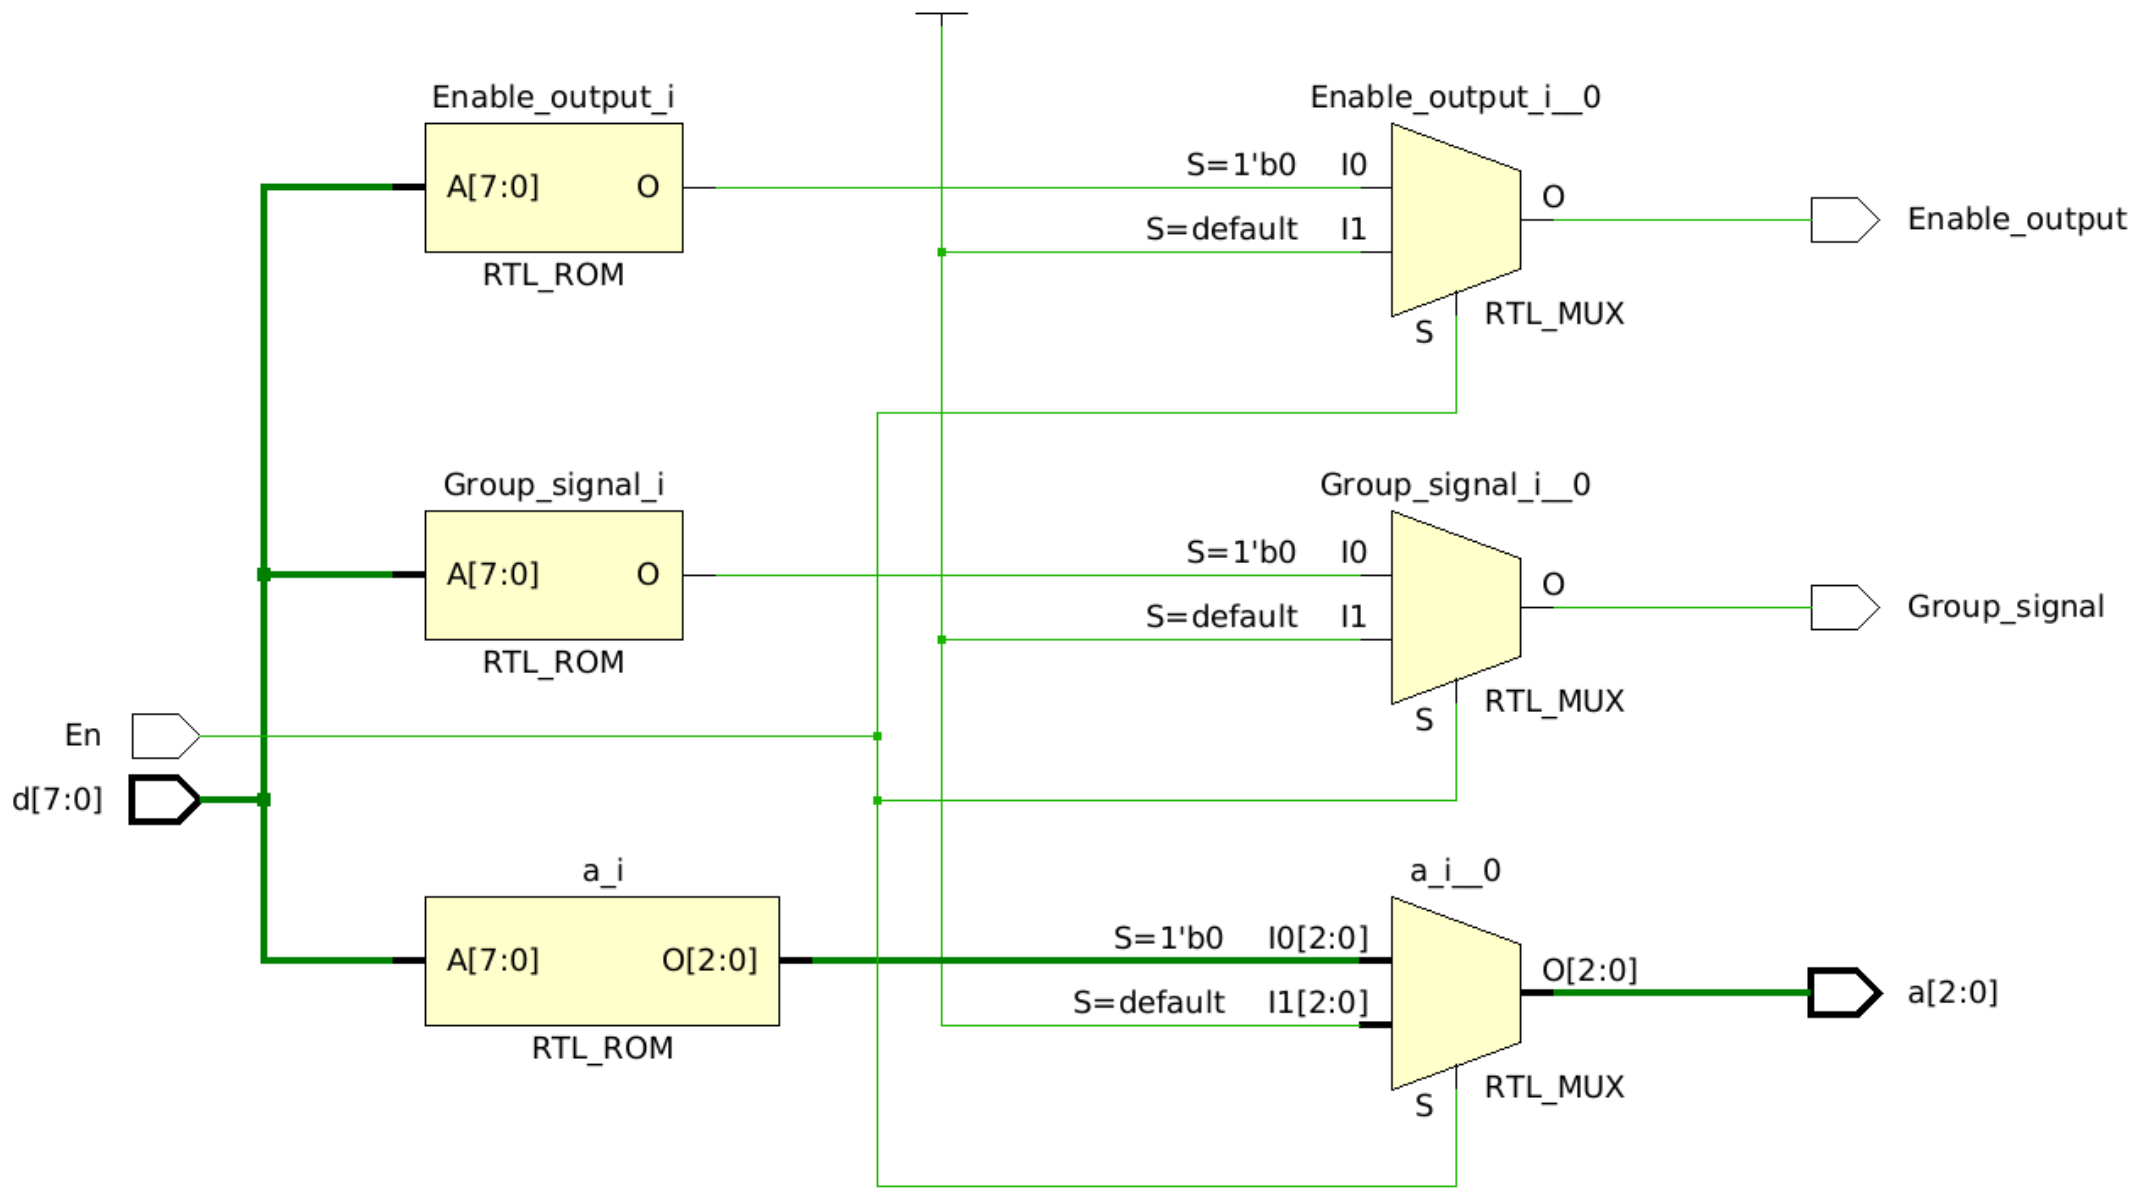 Enable_output_i
A[7:0] O
RTL_ROM
Enable_output_i__0
S=1'b0 I0
S=default I1
O
S
RTL_MUX
Enable_output
Group_signal_i
A[7:0] O
RTL_ROM
Group_signal_i__0
S=1'b0 I0
S=default I1
O
S
RTL_MUX
Group_signal
En
d[7:0]
a_i
A[7:0] O[2:0]
RTL_ROM
a_i__0
S=1'b0 I0[2:0]
S=default I1[2:0]
O[2:0]
S
RTL_MUX
a[2:0]